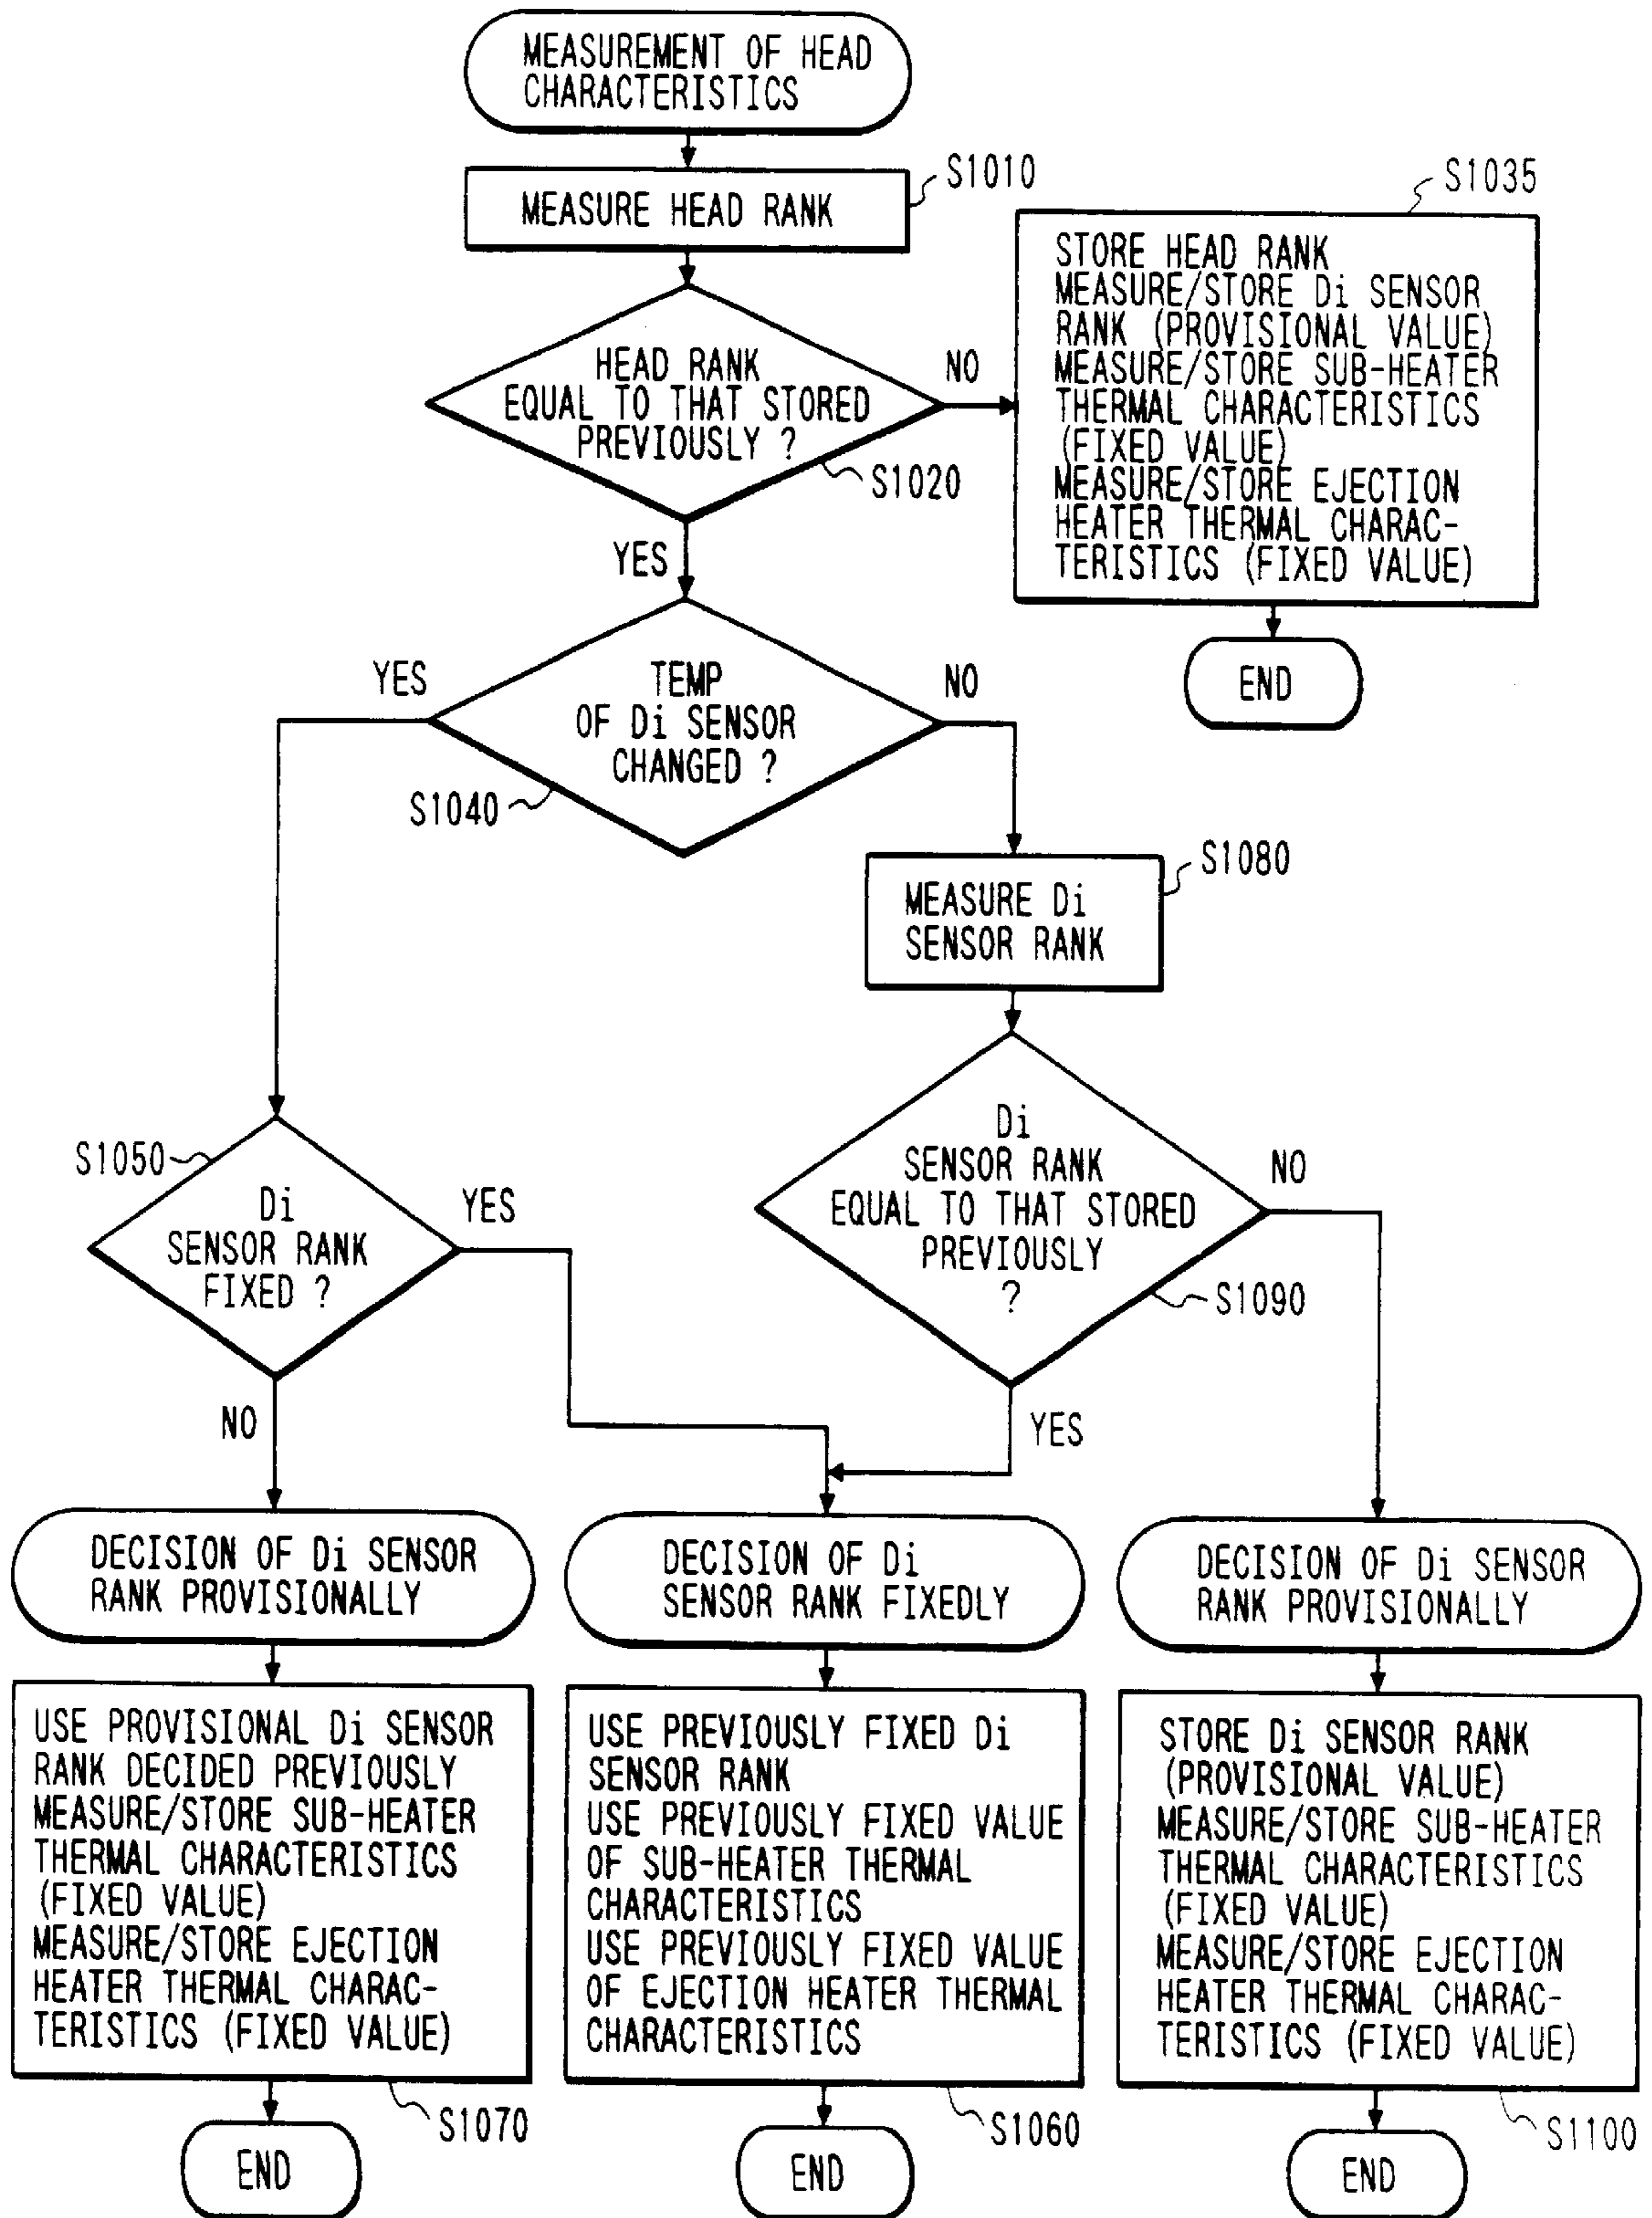 MEASUREMENT OF HEAD
CHARACTERISTICS
S1010
MEASURE HEAD RANK
S1035
STORE HEAD RANK
MEASURE/STORE Di SENSOR
RANK (PROVISIONAL VALUE)
MEASURE/STORE SUB-HEATER
THERMAL CHARACTERISTICS
(FIXED VALUE)
MEASURE/STORE EJECTION
HEATER THERMAL CHARAC-
TERISTICS (FIXED VALUE)
END
HEAD RANK
EQUAL TO THAT STORED
PREVIOUSLY ?
NO
S1020
YES
TEMP
OF Di SENSOR
CHANGED ?
YES
NO
S1040
S1080
MEASURE Di
SENSOR RANK
S1050
Di
SENSOR RANK
FIXED ?
YES
NO
Di
SENSOR RANK
EQUAL TO THAT STORED
PREVIOUSLY
?
NO
S1090
YES
DECISION OF Di SENSOR
RANK PROVISIONALLY
DECISION OF Di
SENSOR RANK FIXEDLY
DECISION OF Di SENSOR
RANK PROVISIONALLY
USE PROVISIONAL Di SENSOR
RANK DECIDED PREVIOUSLY
MEASURE/STORE SUB-HEATER
THERMAL CHARACTERISTICS
(FIXED VALUE)
MEASURE/STORE EJECTION
HEATER THERMAL CHARAC-
TERISTICS (FIXED VALUE)
S1070
END
USE PREVIOUSLY FIXED Di
SENSOR RANK
USE PREVIOUSLY FIXED VALUE
OF SUB-HEATER THERMAL
CHARACTERISTICS
USE PREVIOUSLY FIXED VALUE
OF EJECTION HEATER THERMAL
CHARACTERISTICS
S1060
END
STORE Di SENSOR RANK
(PROVISIONAL VALUE)
MEASURE/STORE SUB-HEATER
THERMAL CHARACTERISTICS
(FIXED VALUE)
MEASURE/STORE EJECTION
HEATER THERMAL CHARAC-
TERISTICS (FIXED VALUE)
S1100
END